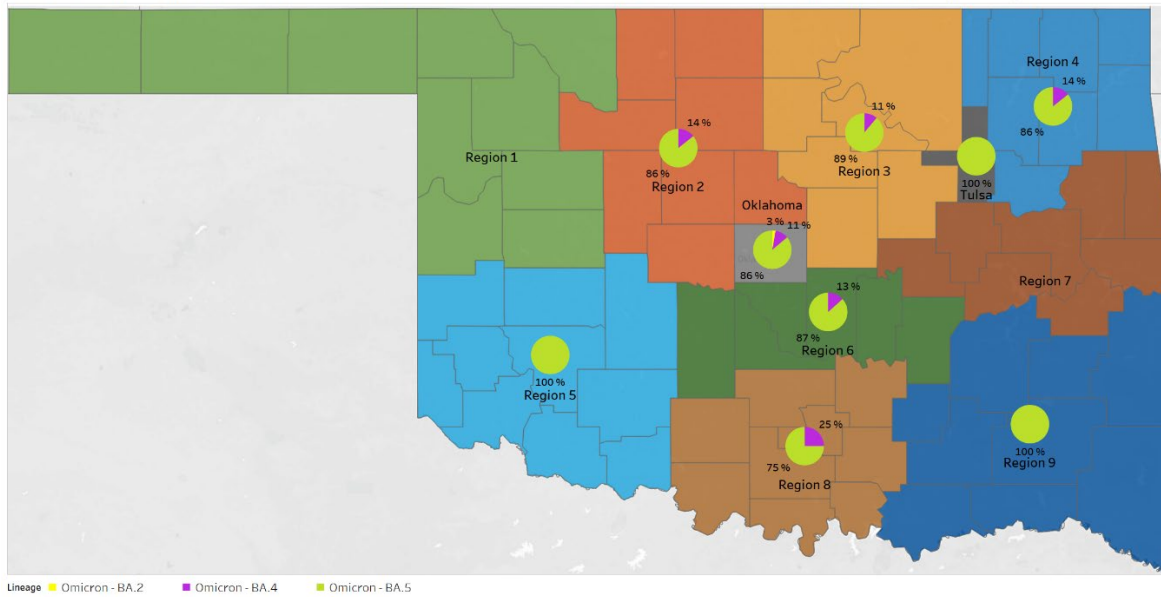 Region 4
14 %
86 %
11 %
89 %
Region 3
14 %
86 %
Region 2
Region 1
100 %
Tulsa
Oklahoma
3 %
11 %
86 %
13 %
87 %
Region 6
Region 7
100 %
Region 5
25 %
75 %
Region 8
100 %
Region 9
Lineage Omicron - BA.2 Omicron - BA.4 Omicron - BA.5